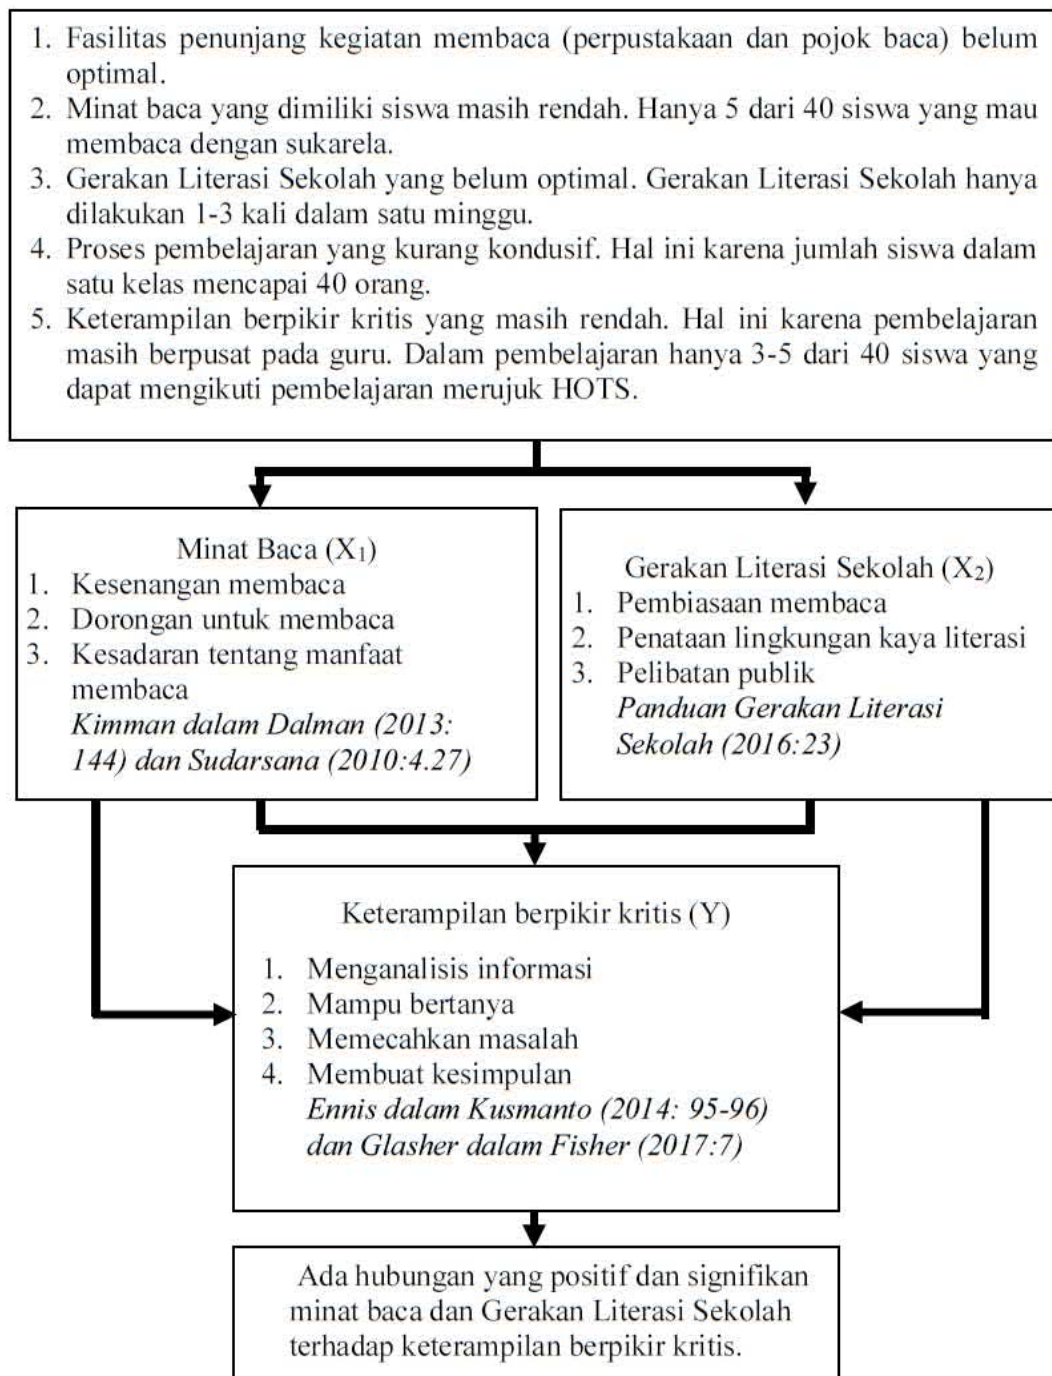 1. Fasilitas penunjang kegiatan membaca (perpustakaan dan pojok baca) belum
optimal.
2. Minat baca yang dimiliki siswa masih rendah. Hanya 5 dari 40 siswa yang mau
membaca dengan sukarela.
3. Gerakan Literasi Sekolah yang belum optimal. Gerakan Literasi Sekolah hanya
dilakukan 1-3 kali dalam satu minggu.
4. Proses pembelajaran yang kurang kondusif. Hal ini karena jumlah siswa dalam
satu kelas mencapai 40 orang.
5. Keterampilan berpikir kritis yang masih rendah. Hal ini karena pembelajaran
masih berpusat pada guru. Dalam pembelajaran hanya 3-5 dari 40 siswa yang
dapat mengikuti pembelajaran merujuk HOTS.
Minat Baca (X₁)
1. Kesenangan membaca
2. Dorongan untuk membaca
3. Kesadaran tentang manfaat
membaca
Kimman dalam Dalman (2013:
144) dan Sudarsana (2010:4.27)
Gerakan Literasi Sekolah (X₂)
1. Pembiasaan membaca
2. Penataan lingkungan kaya literasi
3. Pelibatan publik
Panduan Gerakan Literasi
Sekolah (2016:23)
Keterampilan berpikir kritis (Y)
1. Menganalisis informasi
2. Mampu bertanya
3. Memecahkan masalah
4. Membuat kesimpulan
Ennis dalam Kusmanto (2014: 95-96)
dan Glasher dalam Fisher (2017:7)
Ada hubungan yang positif dan signifikan
minat baca dan Gerakan Literasi Sekolah
terhadap keterampilan berpikir kritis.